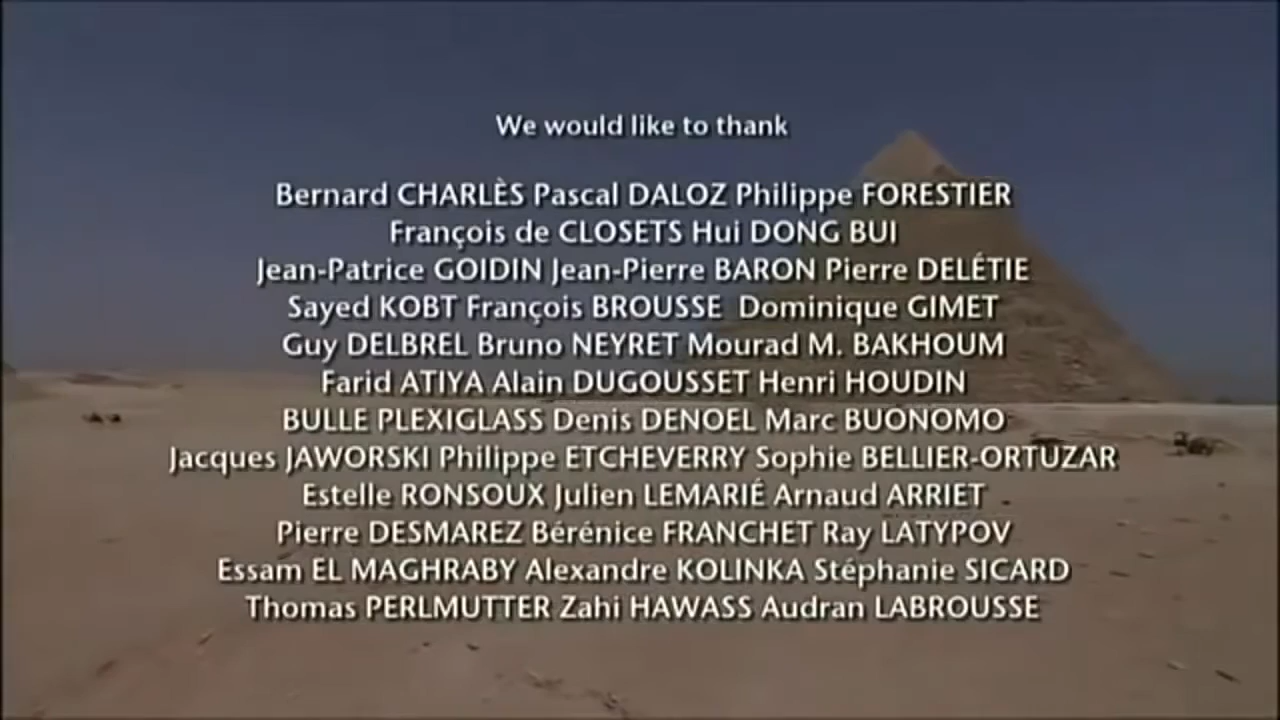 We would like to thank
Bernard CHARLÈS Pascal DALOZ Philippe FORESTIER
François de CLOSETS Hui DONG BUI
Jean-Patrice GOIDIN Jean-Pierre BARON Pierre DELÉTIE
Sayed KOBT François BROUSSE Dominique GIMET
Guy DELBREL Bruno NEYRET Mourad M. BAKHOUM
Farid ATIYA Alain DUGOUSSET Henri HOUDIN
BULLE PLEXIGLASS Denis DENOEL Marc BUONOMO
Jacques JAWORSKI Philippe ETCHEVERRY Sophie BELLIER-ORTUZAR
Estelle RONSOUX Julien LEMARIÉ Arnaud ARRIET
Pierre DESMAREZ Bérénice FRANCHET Ray LATYPOV
Essam EL MAGHRABY Alexandre KOLINKA Stéphanie SICARD
Thomas PERLMUTTER Zahi HAWASS Audran LABROUSSE